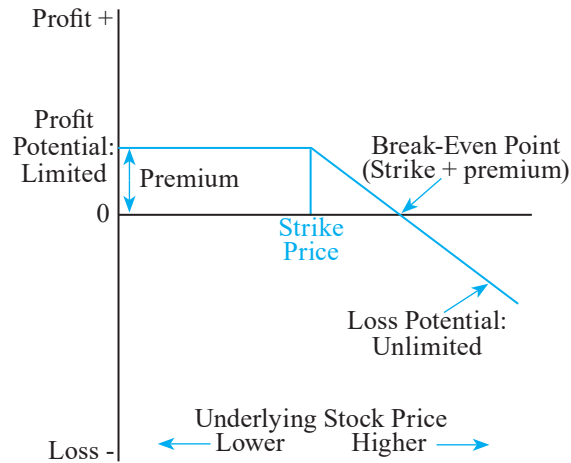 Profit +
Profit
Potential:
Limited
Premium
Break-Even Point
(Strike + premium)
0
Strike
Price
Loss Potential:
Unlimited
Underlying Stock Price
Lower
Higher
Loss -